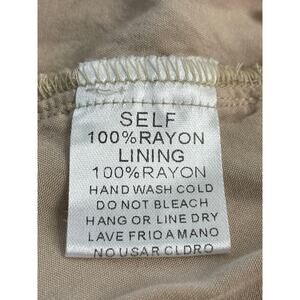 SELF
100%RAYON
LINING
100%RAYON
HAND WASH COLD
DO NOT BLEACH
HANG OR LINE DRY
LAVE FRIO A MANO
NO USAR CLDRO